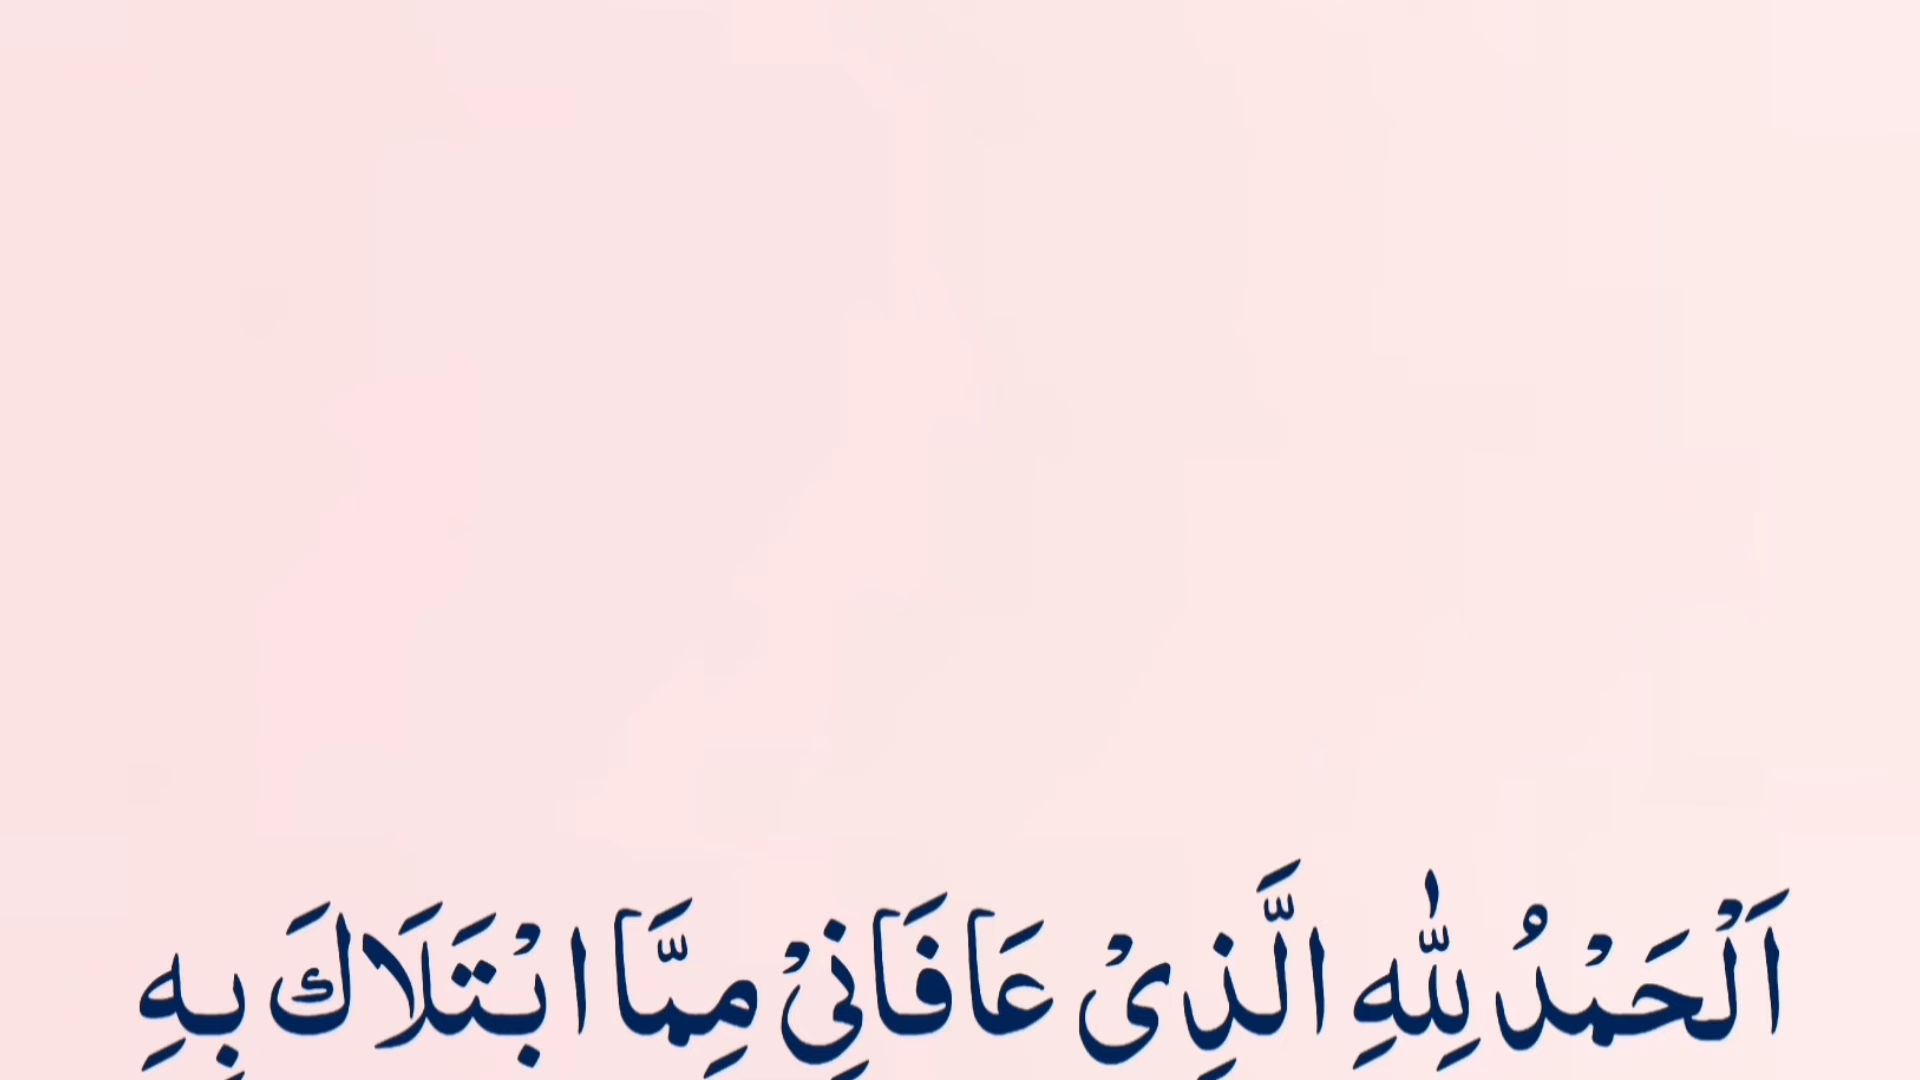 اَلْحَمْدُ لِلّٰهِ الَّذِیْ عَافَانِیْ مِمَّا ابْتَلَاكَ بِهٖ